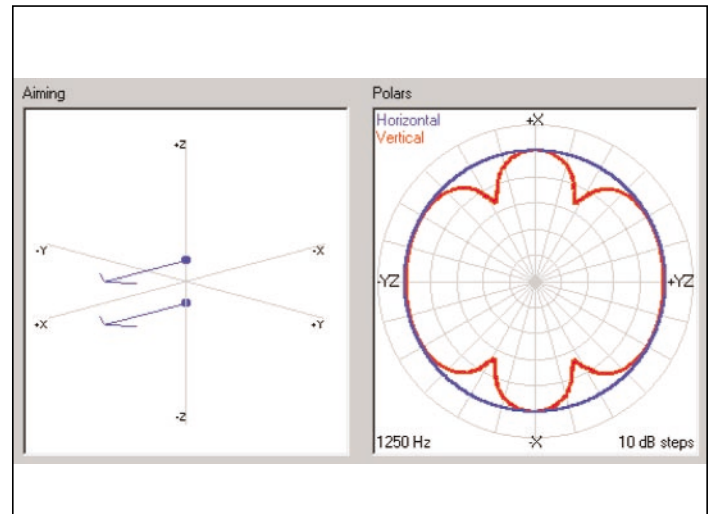 Aiming
+Z
-Y
-X
+X
+Y
-Z
Polars
Horizontal
Vertical
+X
-YZ
+YZ
-X
1250 Hz
10 dB steps